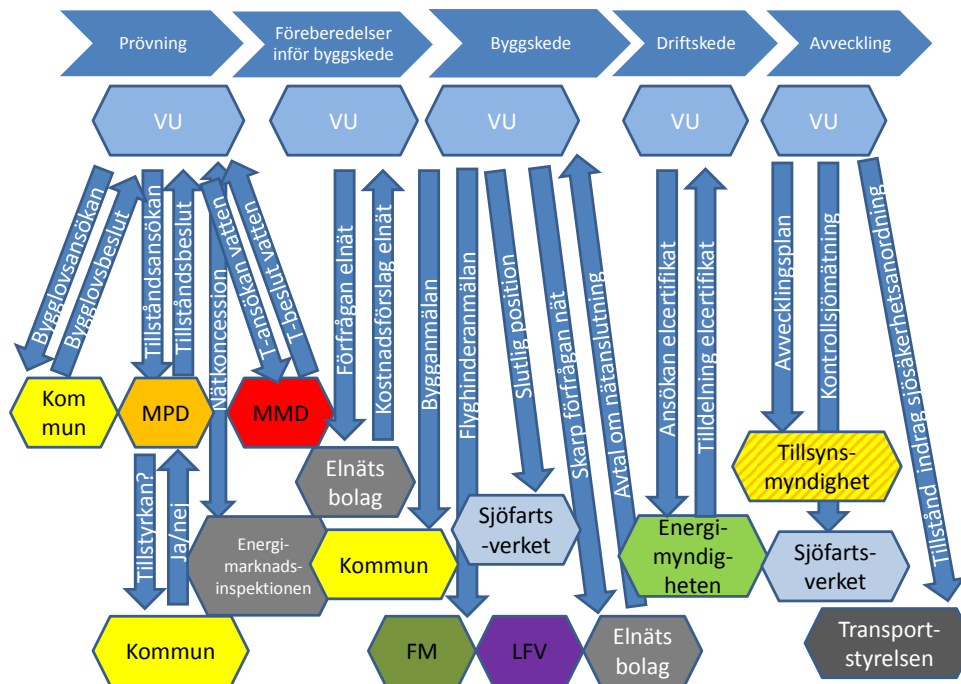 Prövning
Föreberedelser
inför byggskede
Byggskede
Driftskede
Avveckling
VU
VU
VU
VU
VU
Bygglovsansökan
Bygglovsbeslut
Tillståndsansökan
Tillståndsbeslut
Nätkoncession
T-ansökan vatten
T-beslut vatten
Förfrågan elnät
Kostnadsförslag elnät
Bygganmälan
Flyghinderanmälan
Slutlig position
Skarp förfrågan nät
Avtal om nätanslutning
Ansökan elcertifikat
Tilldelning elcertifikat
Avvecklingsplan
Kontrollsjömätning
Tillstånd indrag sjösäkerhetsanordning
Kom
mun
MPD
MMD
Elnäts
bolag
Tillsyns-
myndighet
Tillstyrkan?
Ja/nej
Energi-
marknads-
inspektionen
Kommun
Sjöfarts
-verket
Energi-
myndig-
heten
Sjöfarts-
verket
Kommun
FM
LFV
Elnäts
bolag
Transport-
styrelsen